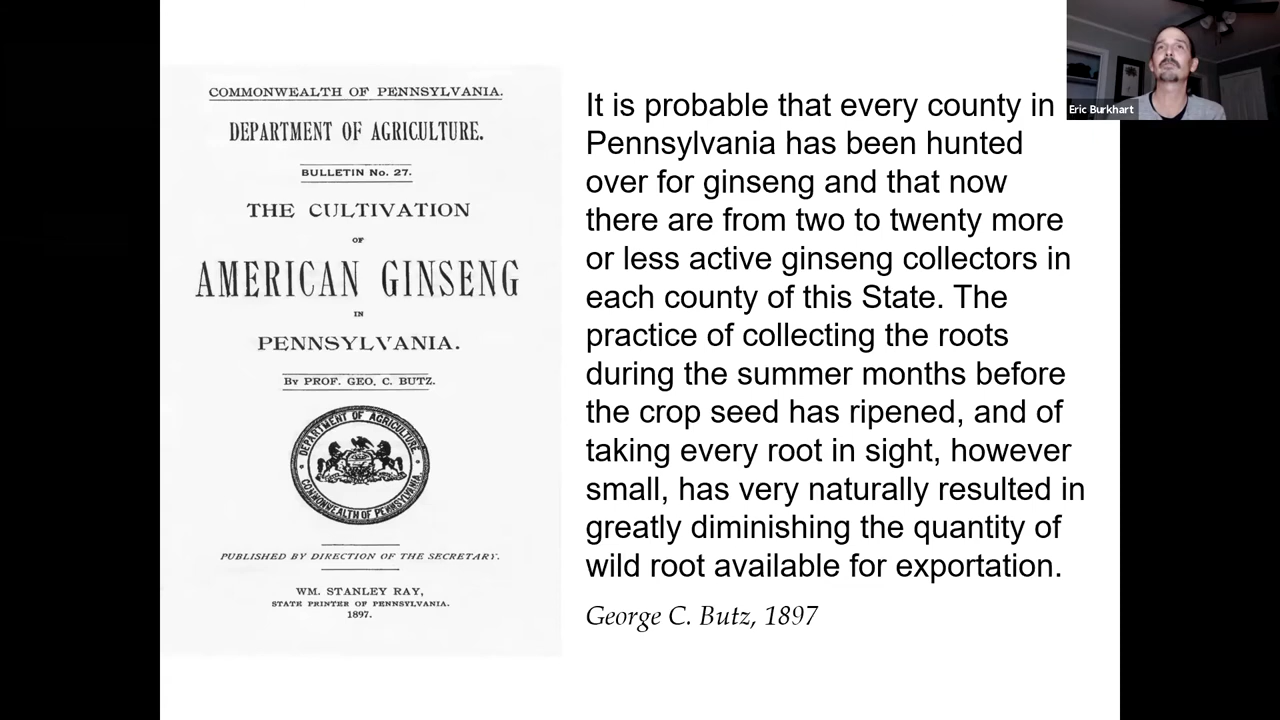 COMMONWEALTH OF PENNSYLVANIA.
DEPARTMENT OF AGRICULTURE.
BULLETIN No. 27.
THE CULTIVATION
OF
AMERICAN GINSENG
IN
PENNSYLVANIA.
By PROF. GEO. C. BUTZ.
DEPARTMENT OF AGRICULTURE
COMMONWEALTH OF PENNSYLVANIA
PUBLISHED BY DIRECTION OF THE SECRETARY.
WM. STANLEY RAY,
STATE PRINTER OF PENNSYLVANIA.
1897.
It is probable that every county in
Pennsylvania has been hunted
over for ginseng and that now
there are from two to twenty more
or less active ginseng collectors in
each county of this State. The
practice of collecting the roots
during the summer months before
the crop seed has ripened, and of
taking every root in sight, however
small, has very naturally resulted in
greatly diminishing the quantity of
wild root available for exportation.
George C. Butz, 1897
Eric Burkhart